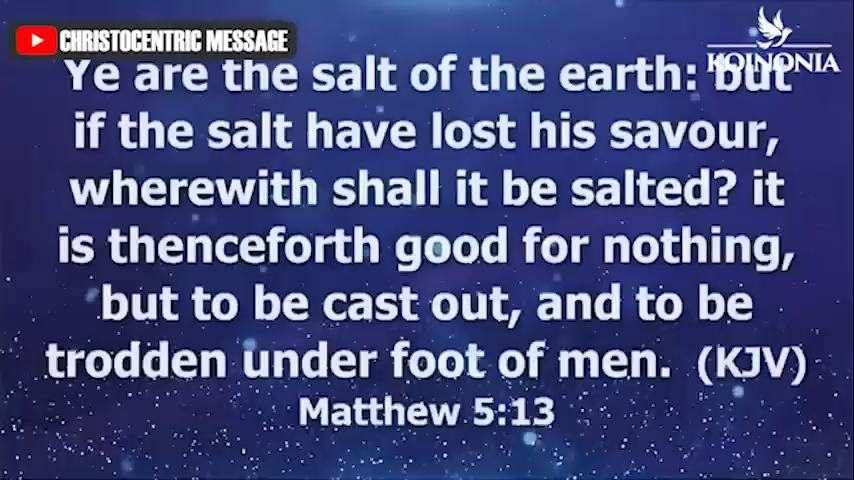 CHRISTOCENTRIC MESSAGE
KOINONIA
Ye are the salt of the earth: but
if the salt have lost his savour,
wherewith shall it be salted? it
is thenceforth good for nothing,
but to be cast out, and to be
trodden under foot of men. (KJV)
Matthew 5:13